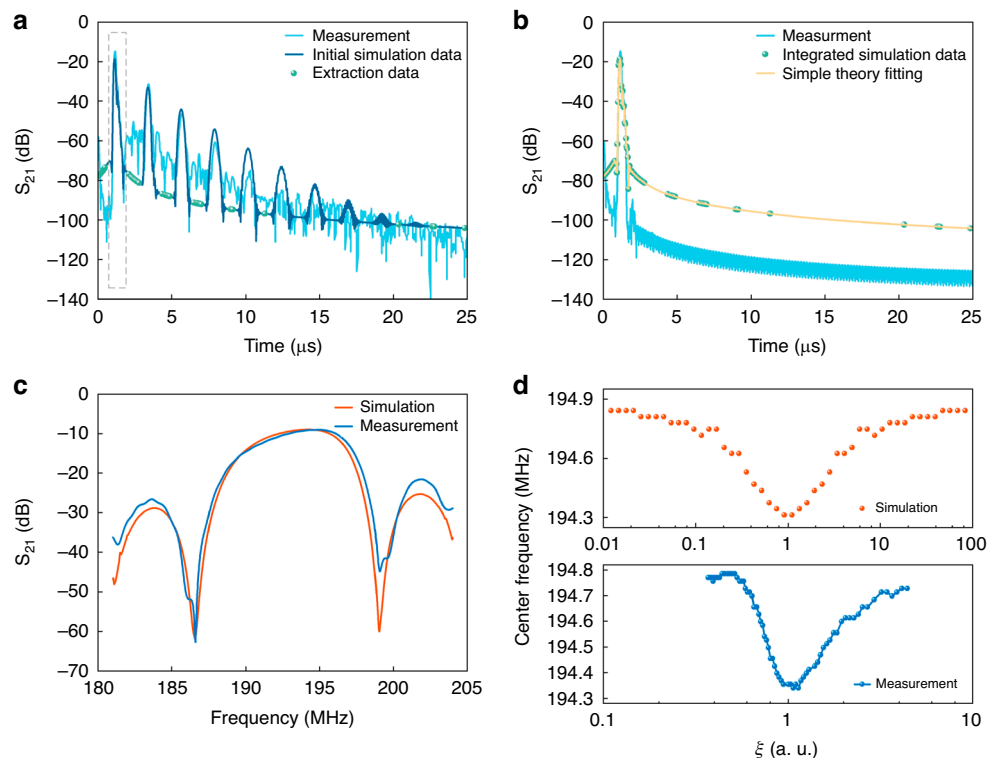 a
0
−20
−40
−60
−80
−100
−120
−140
S21 (dB)
Measurement
Initial simulation data
Extraction data
0 5 10 15 20 25
Time (μs)
b
0
−20
−40
−60
−80
−100
−120
−140
S21 (dB)
Measurment
Integrated simulation data
Simple theory fitting
0 5 10 15 20 25
Time (μs)
c
0
−10
−20
−30
−40
−50
−60
−70
S21 (dB)
Simulation
Measurement
180 185 190 195 200 205
Frequency (MHz)
d
Center frequency (MHz)
194.9
194.6
194.3
Simulation
0.01 0.1 1 10 100
194.8
194.7
194.6
194.5
194.4
194.3
Measurement
0.1 1 10
ξ (a. u.)